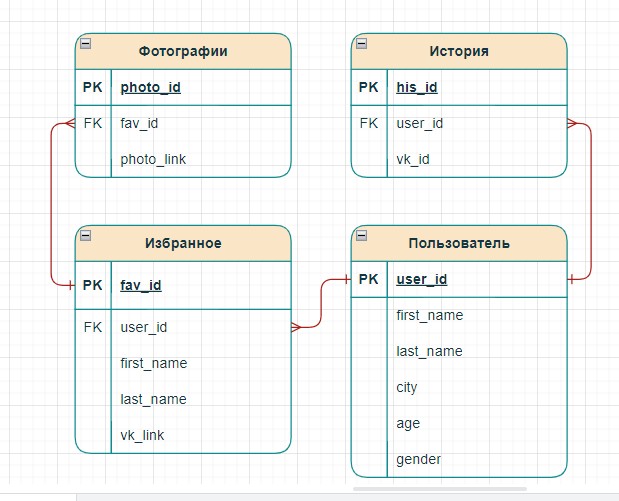 Фотографии
PK photo_id
FK fav_id
photo_link
История
PK his_id
FK user_id
vk_id
Избранное
PK fav_id
FK user_id
first_name
last_name
vk_link
Пользователь
PK user_id
first_name
last_name
city
age
gender